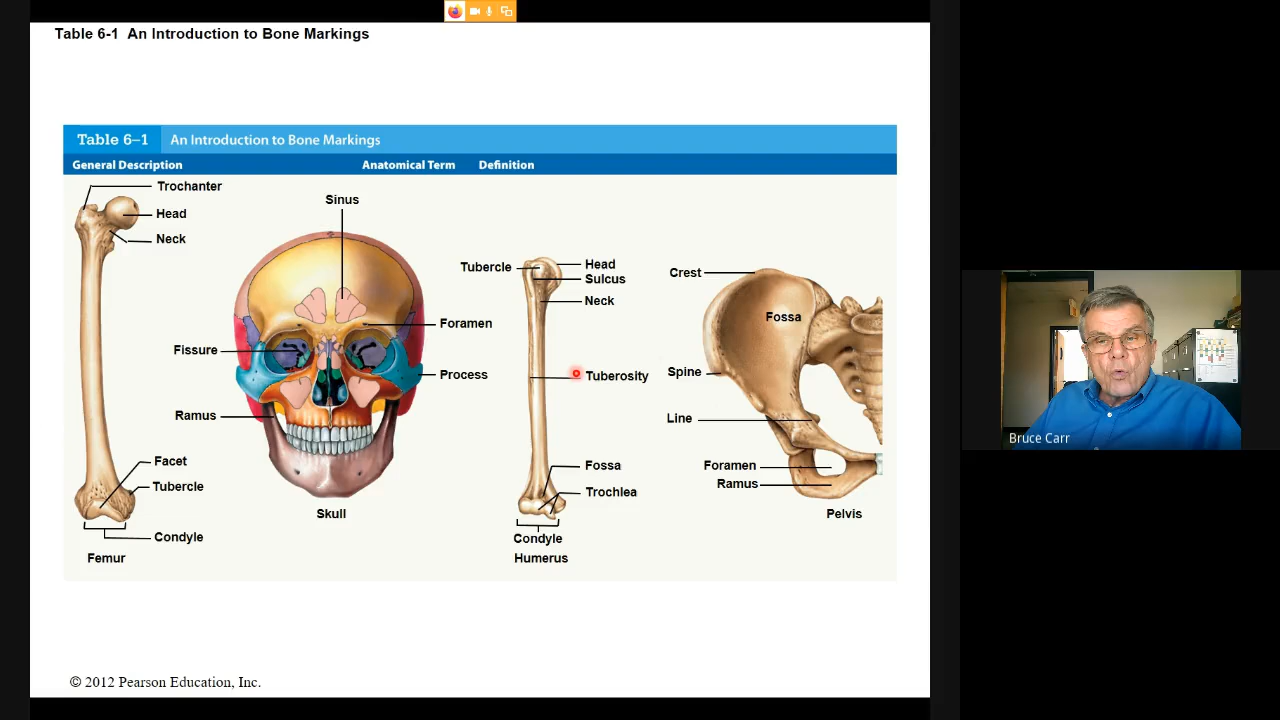 Table 6-1 An Introduction to Bone Markings
Table 6–1 An Introduction to Bone Markings
General Description Anatomical Term Definition
Trochanter
Head
Neck
Facet
Tubercle
Condyle
Femur
Sinus
Foramen
Fissure
Process
Ramus
Skull
Tubercle
Head
Sulcus
Neck
Tuberosity
Fossa
Trochlea
Condyle
Humerus
Crest
Fossa
Spine
Line
Foramen
Ramus
Pelvis
© 2012 Pearson Education, Inc.
Bruce Carr